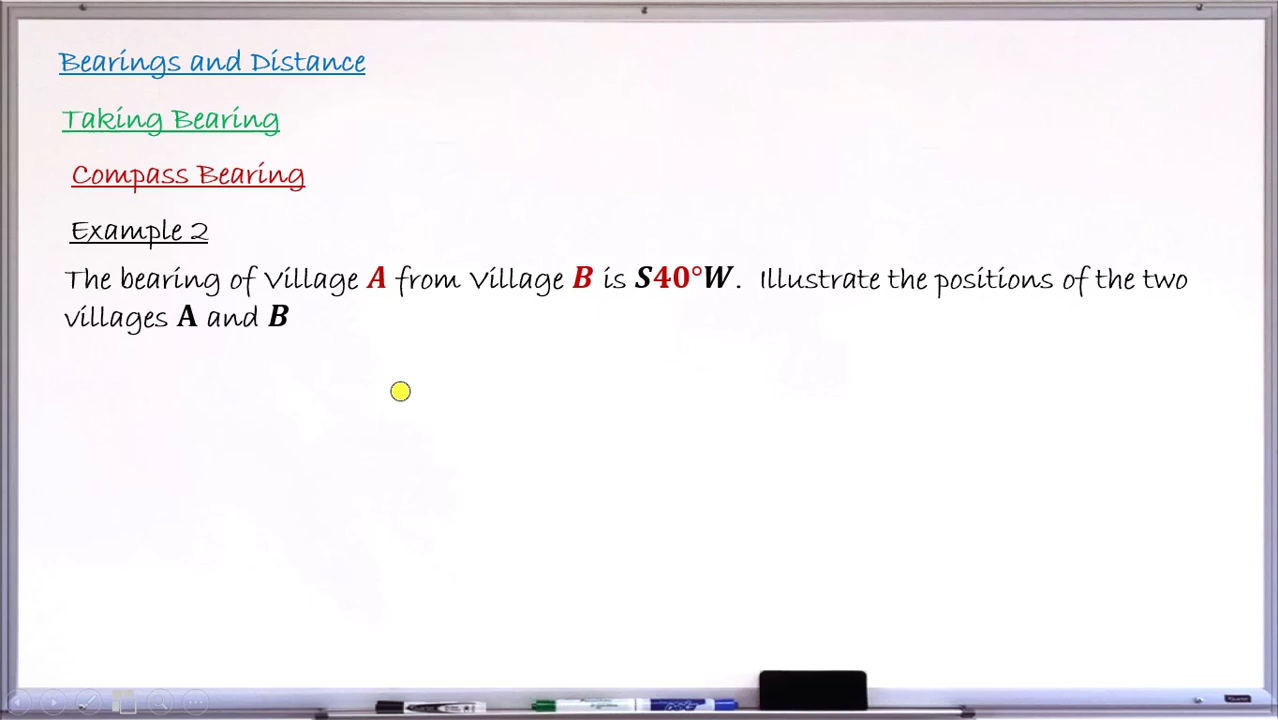 Bearings and Distance
Taking Bearing
Compass Bearing
Example 2
The bearing of Village A from Village B is S40°W. Illustrate the positions of the two
villages A and B